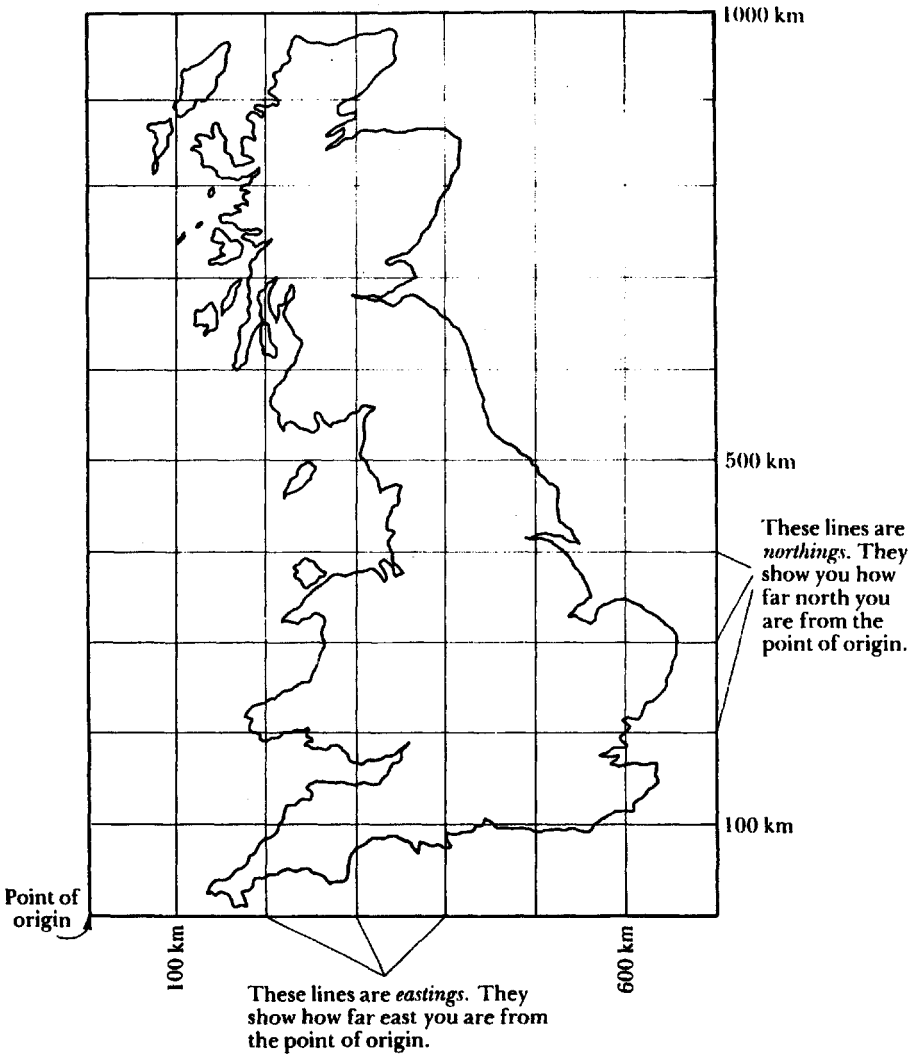 1000 km
500 km
These lines are
northings. They
show you how
far north you
are from the
point of origin.
100 km
Point of
origin
100 km
600 km
These lines are eastings. They
show how far east you are from
the point of origin.